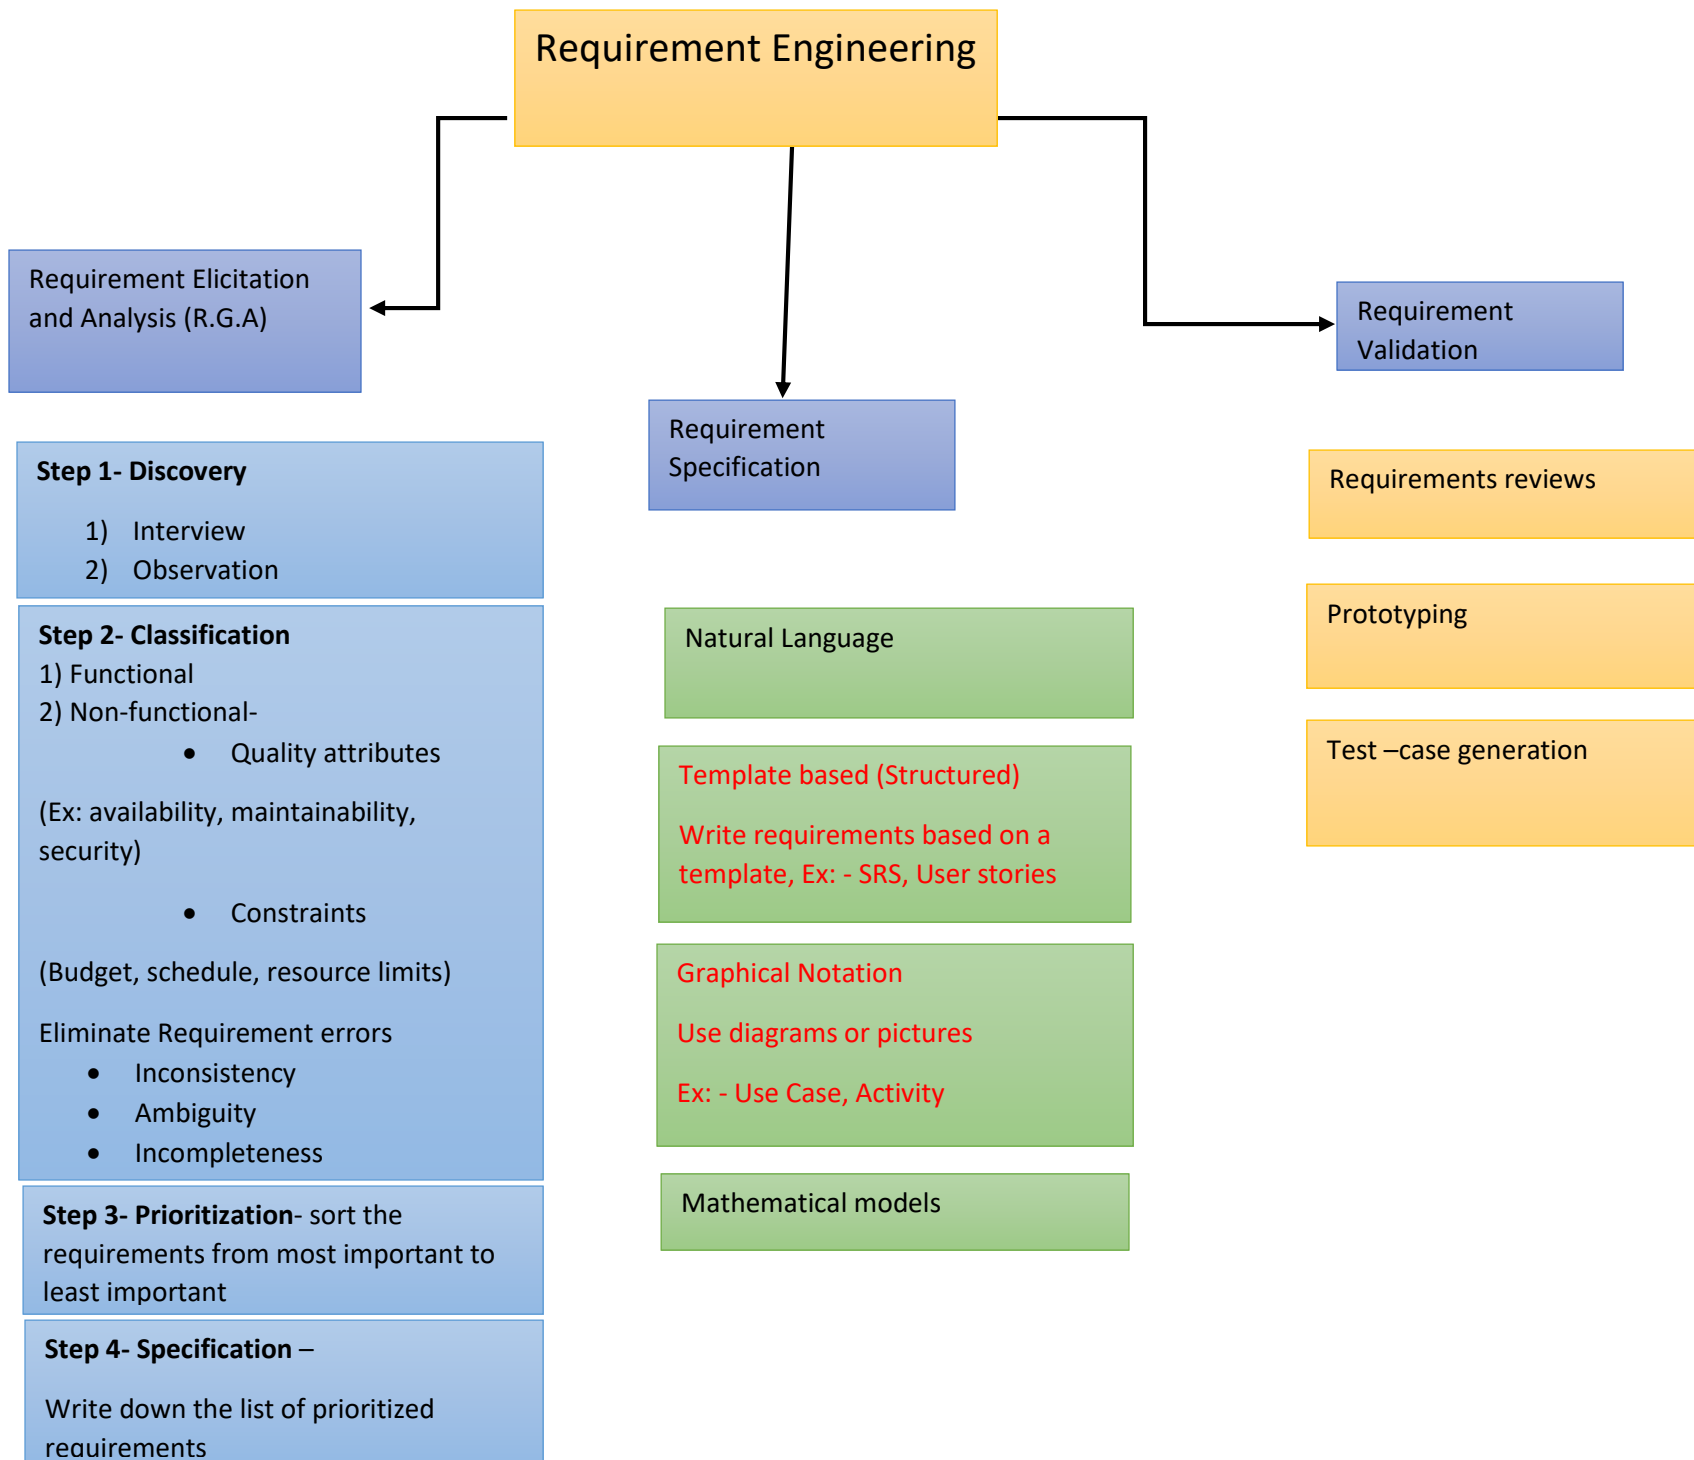 Requirement Engineering
Requirement Elicitation
and Analysis (R.G.A)
Step 1- Discovery
1) Interview
2) Observation
Step 2- Classification
1) Functional
2) Non-functional-
• Quality attributes
(Ex: availability, maintainability,
security)
• Constraints
(Budget, schedule, resource limits)
Eliminate Requirement errors
• Inconsistency
• Ambiguity
• Incompleteness
Step 3- Prioritization- sort the
requirements from most important to
least important
Step 4- Specification –
Write down the list of prioritized
requirements
Requirement
Specification
Natural Language
Template based (Structured)
Write requirements based on a
template, Ex: - SRS, User stories
Graphical Notation
Use diagrams or pictures
Ex: - Use Case, Activity
Mathematical models
Requirement
Validation
Requirements reviews
Prototyping
Test –case generation